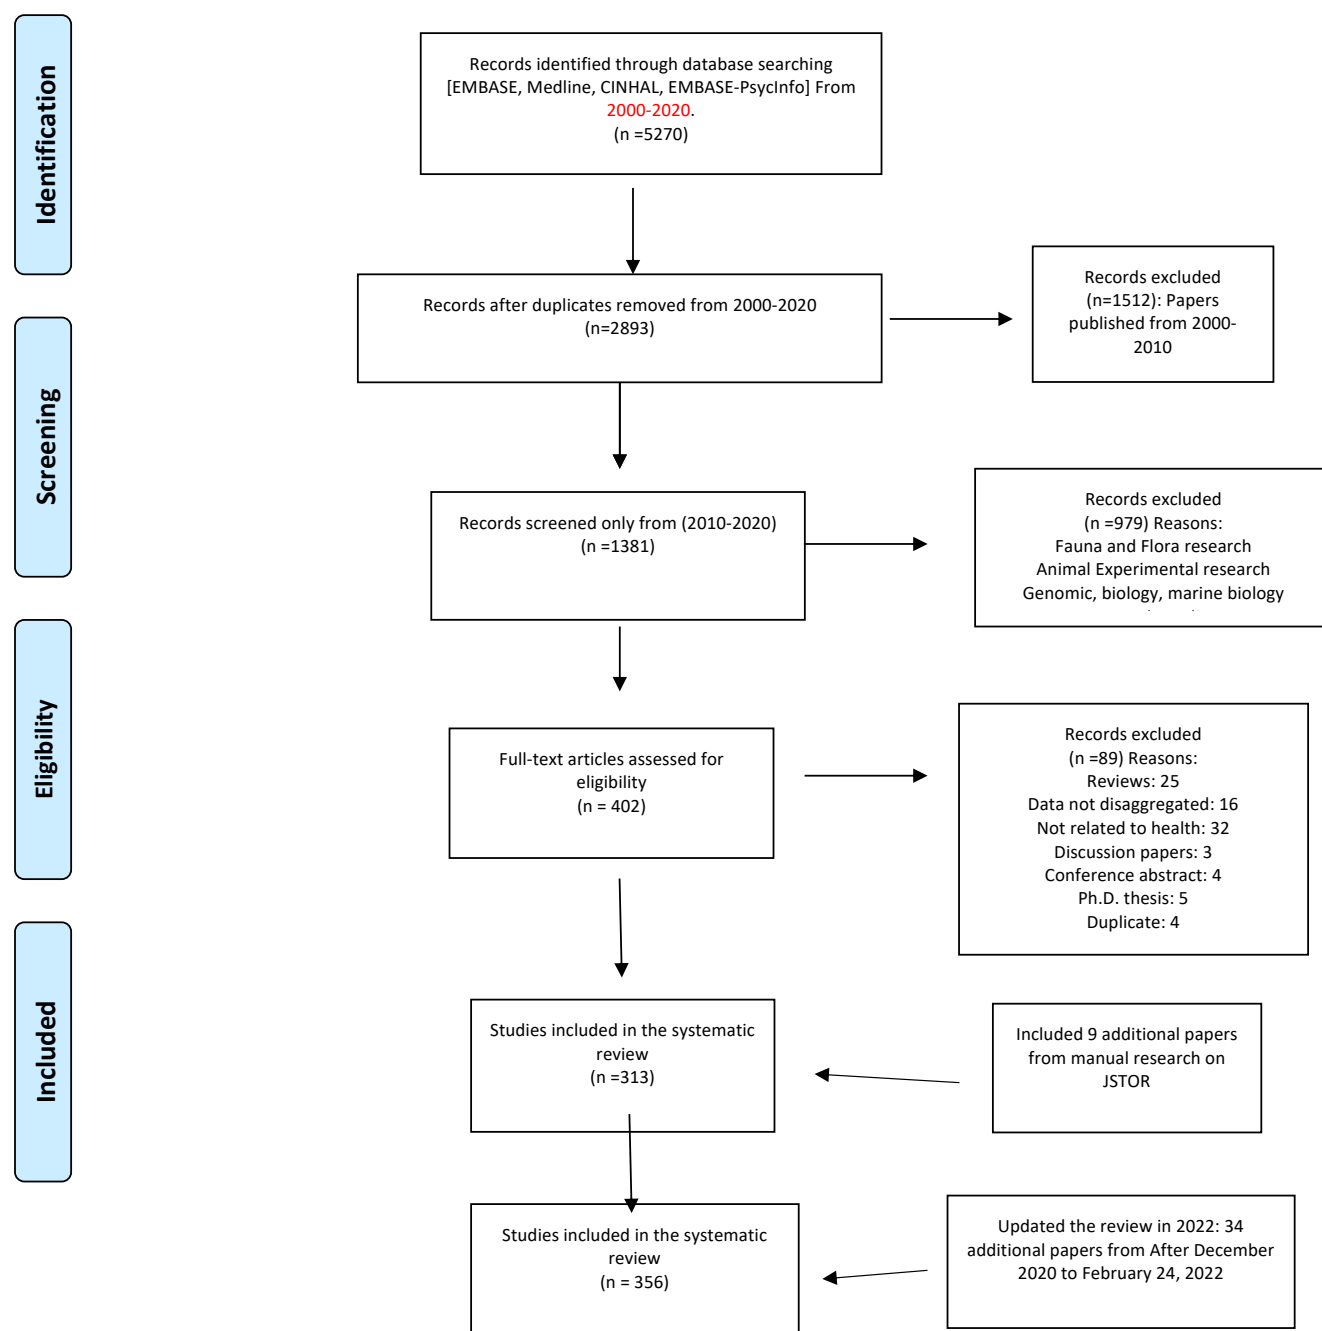 Identification
Records identified through database searching
[EMBASE, Medline, CINHAL, EMBASE-PsycInfo] From
2000-2020.
(n =5270)
Records after duplicates removed from 2000-2020
(n=2893)
Records excluded
(n=1512): Papers
published from 2000-
2010
Screening
Records screened only from (2010-2020)
(n =1381)
Records excluded
(n =979) Reasons:
Fauna and Flora research
Animal Experimental research
Genomic, biology, marine biology
Eligibility
Full-text articles assessed for
eligibility
(n = 402)
Records excluded
(n =89) Reasons:
Reviews: 25
Data not disaggregated: 16
Not related to health: 32
Discussion papers: 3
Conference abstract: 4
Ph.D. thesis: 5
Duplicate: 4
Included
Studies included in the systematic
review
(n =313)
Included 9 additional papers
from manual research on
JSTOR
Studies included in the systematic
review
(n = 356)
Updated the review in 2022: 34
additional papers from After December
2020 to February 24, 2022